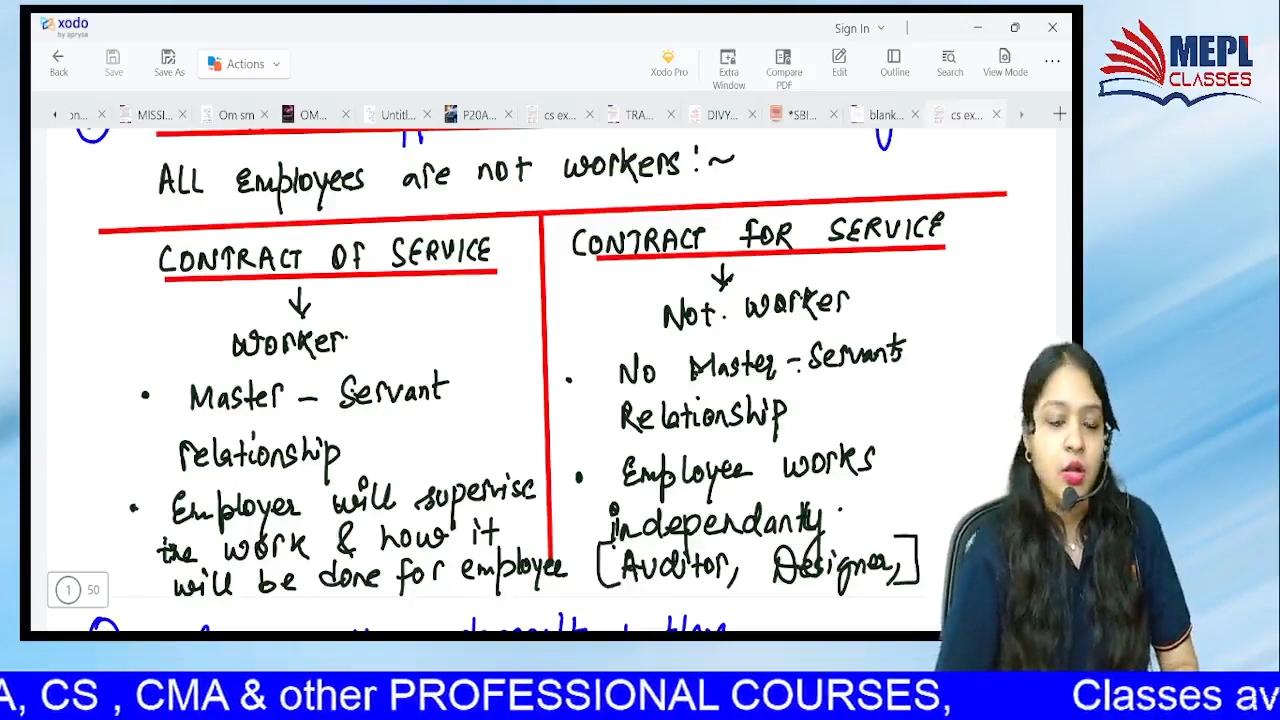 xodo
by apryse
Sign In
Back
Save
Save As
Actions
Xodo Pro
Extra
Window
Compare
PDF
Edit
Outline
Search
View Mode
MEPL
CLASSES
s...
MISSI
Om sm
OM...
Untitl...
P20A
cs ex
TRA...
DIVY...
*SBI...
blank...
cs ex...
ALL Employees are not workers:~
CONTRACT OF SERVICE
CONTRACT FOR SERVICE
Worker
Not. Worker
• Master – Servant
relationship
• No Master - Servant
Relationship
• Employer will supervise
the work & how it
will be done for employee
• Employee works
independanty
[Auditor, Designer,]
1 50
A, CS , CMA & other PROFESSIONAL COURSES, Classes av